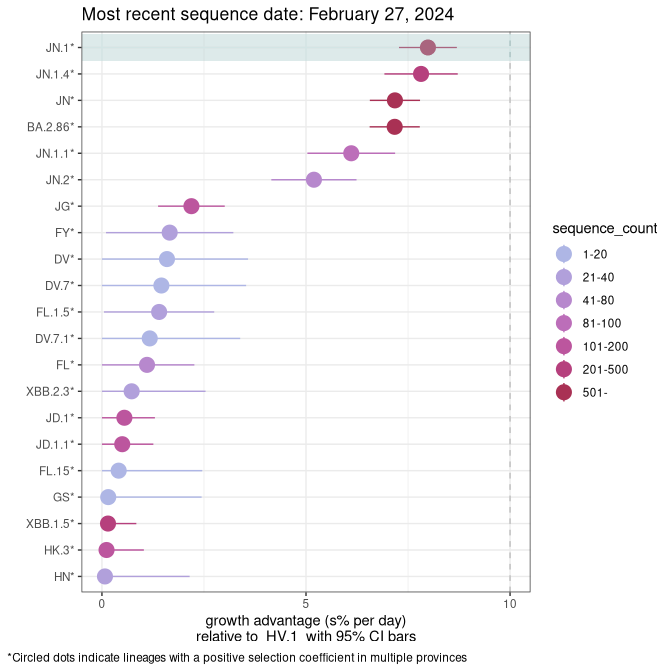 Most recent sequence date: February 27, 2024
JN.1*
JN.1.4*
JN*
BA.2.86*
JN.1.1*
JN.2*
JG*
FY*
DV*
DV.7*
FL.1.5*
DV.7.1*
FL*
XBB.2.3*
JD.1*
JD.1.1*
FL.15*
GS*
XBB.1.5*
HK.3*
HN*
0 5 10
growth advantage (s% per day)
relative to HV.1 with 95% CI bars
sequence_count
1-20
21-40
41-80
81-100
101-200
201-500
501-
*Circled dots indicate lineages with a positive selection coefficient in multiple provinces